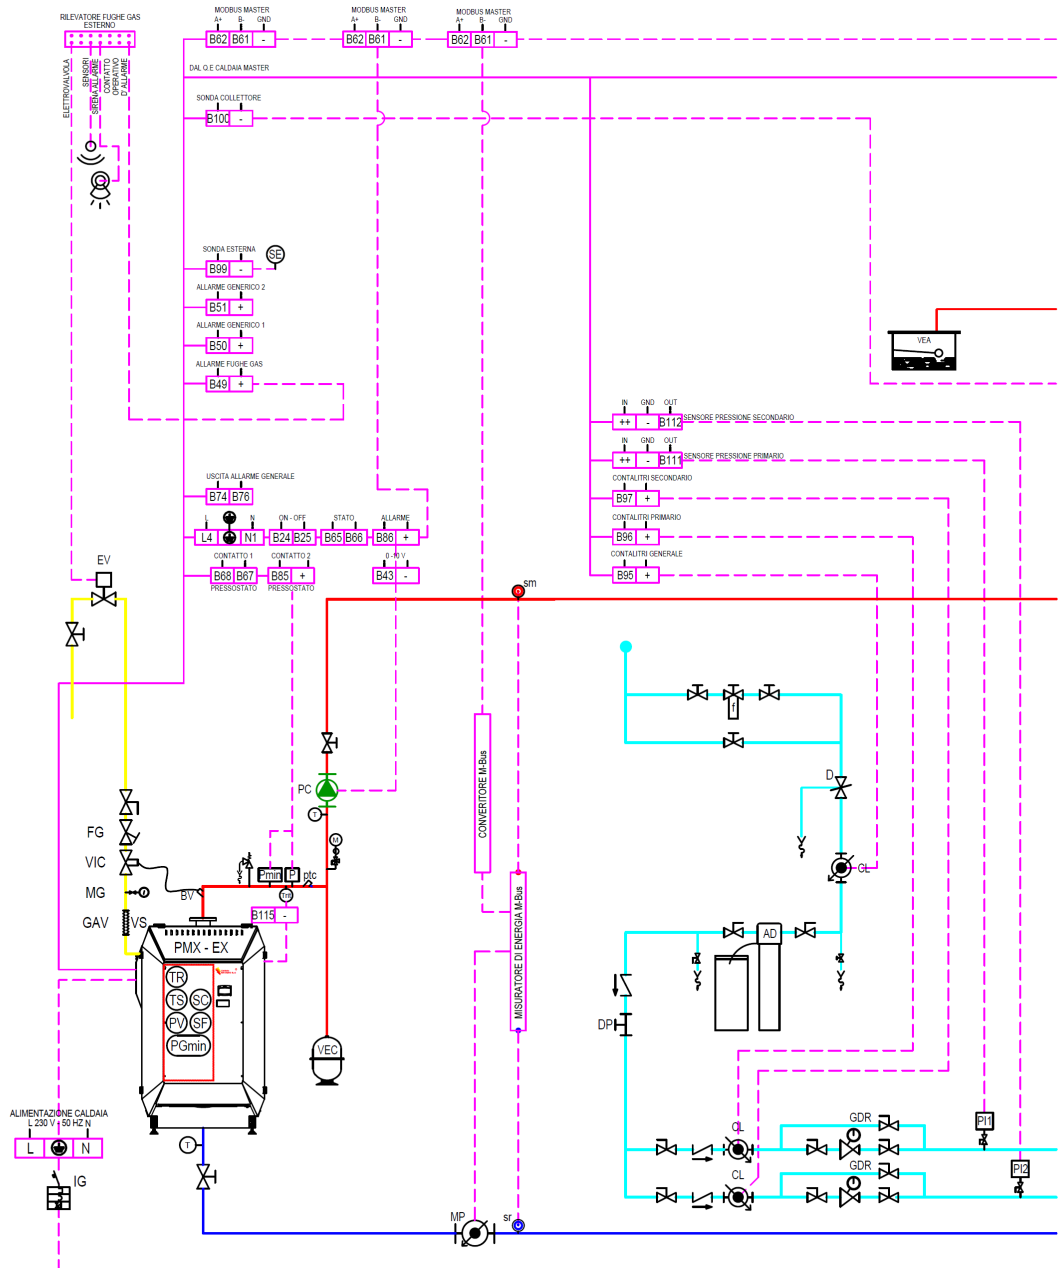 RILEVATORE FUGHE GAS
ESTERNO
MODBUS MASTER
A+ B- GND
B62 B61 -
MODBUS MASTER
A+ B- GND
B62 B61 -
MODBUS MASTER
A+ B- GND
B62 B61 -
ELETTROVALVOLA
SENSORI
SIRENA ALLARME
CONTATTO
OPERATIVO
D'ALLARME
DAL Q.E CALDAIA MASTER
SONDA COLLETTORE
B100 -
SONDA ESTERNA
B99 -
SE
ALLARME GENERICO 2
B51 +
ALLARME GENERICO 1
B50 +
ALLARME FUGHE GAS
B49 +
VEA
IN GND OUT
++ - B112
SENSORE PRESSIONE SECONDARIO
IN GND OUT
++ - B111
SENSORE PRESSIONE PRIMARIO
CONTALITRI SECONDARIO
B97 +
CONTALITRI PRIMARIO
B96 +
CONTALITRI GENERALE
B95 +
USCITA ALLARME GENERALE
B74 B76
L N
L4 N1
ON - OFF
B24 B25
STATO
B65 B66
ALLARME
B86 +
CONTATTO 1
B68 B67
PRESSOSTATO
CONTATTO 2
B85 +
PRESSOSTATO
0 -10 V
B43 -
EV
sm
f
PC
T
M
D
CL
CONVERITORE M-Bus
MISURATORE DI ENERGIA M-Bus
FG
VIC
MG
GAV
VS
BV
Pmin
P
ptc
B115 -
PMX - EX
TR
TS SC
PV SF
PGmin
AD
DP
VEC
ALIMENTAZIONE CALDAIA
L 230 V - 50 HZ N
L N
IG
T
MP
sr
CL
GDR
CL
GDR
PI1
PI2